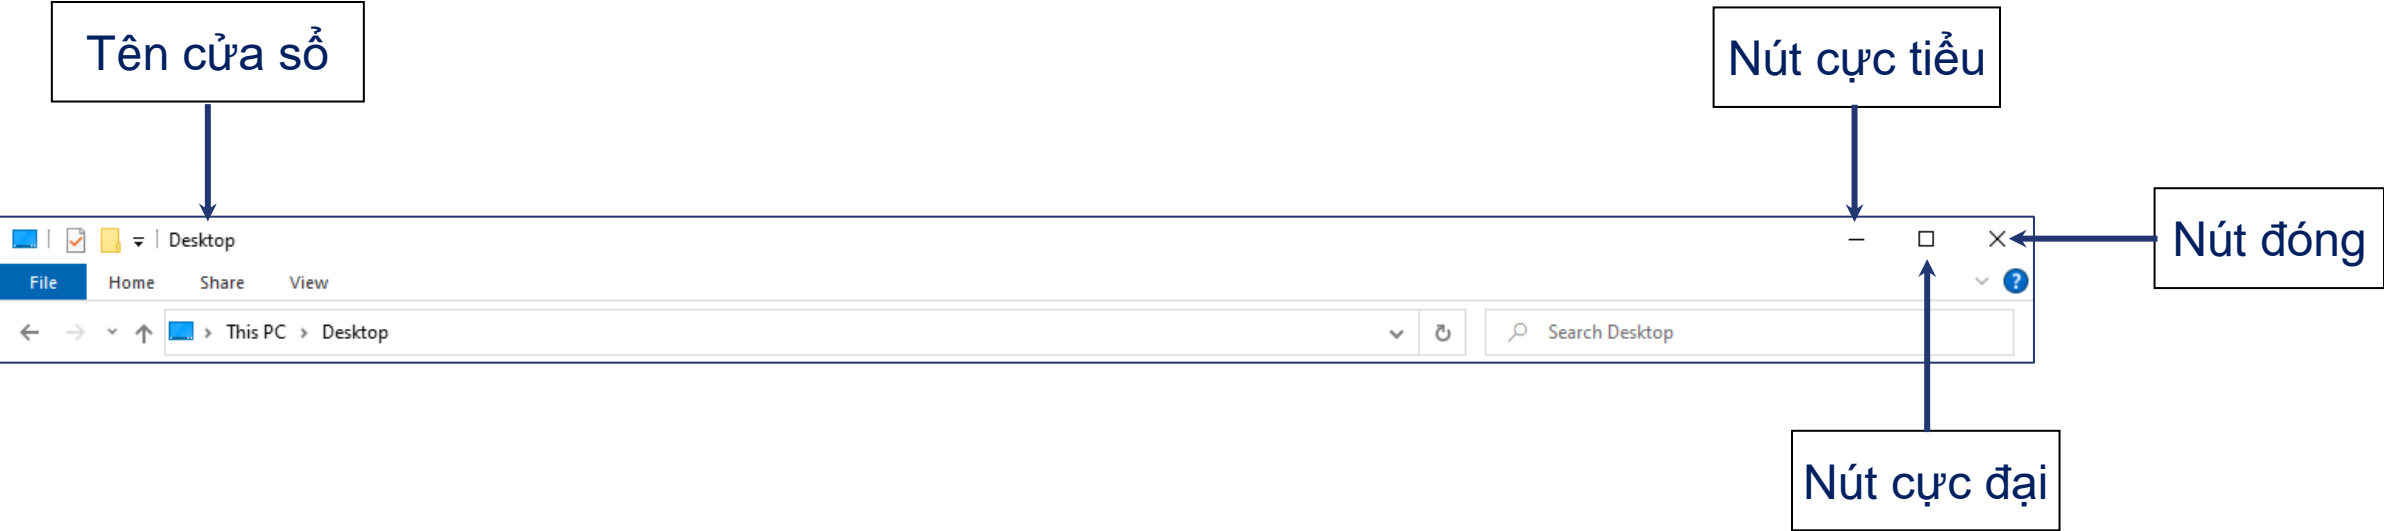 Tên cửa sổ
Nút cực tiểu
Desktop
Nút đóng
File Home Share View
?
This PC > Desktop
Search Desktop
Nút cực đại